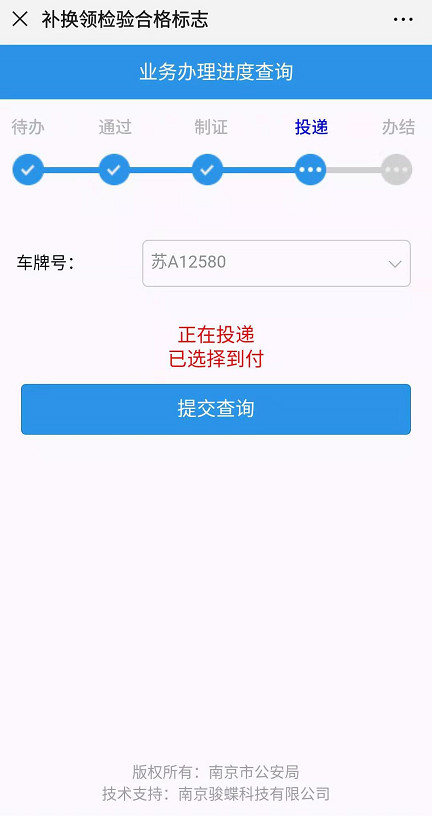 补换领检验合格标志
业务办理进度查询
待办 通过 制证 投递 办结
车牌号： 苏A12580
正在投递
已选择到付
提交查询
版权所有：南京市公安局
技术支持：南京骏蝶科技有限公司